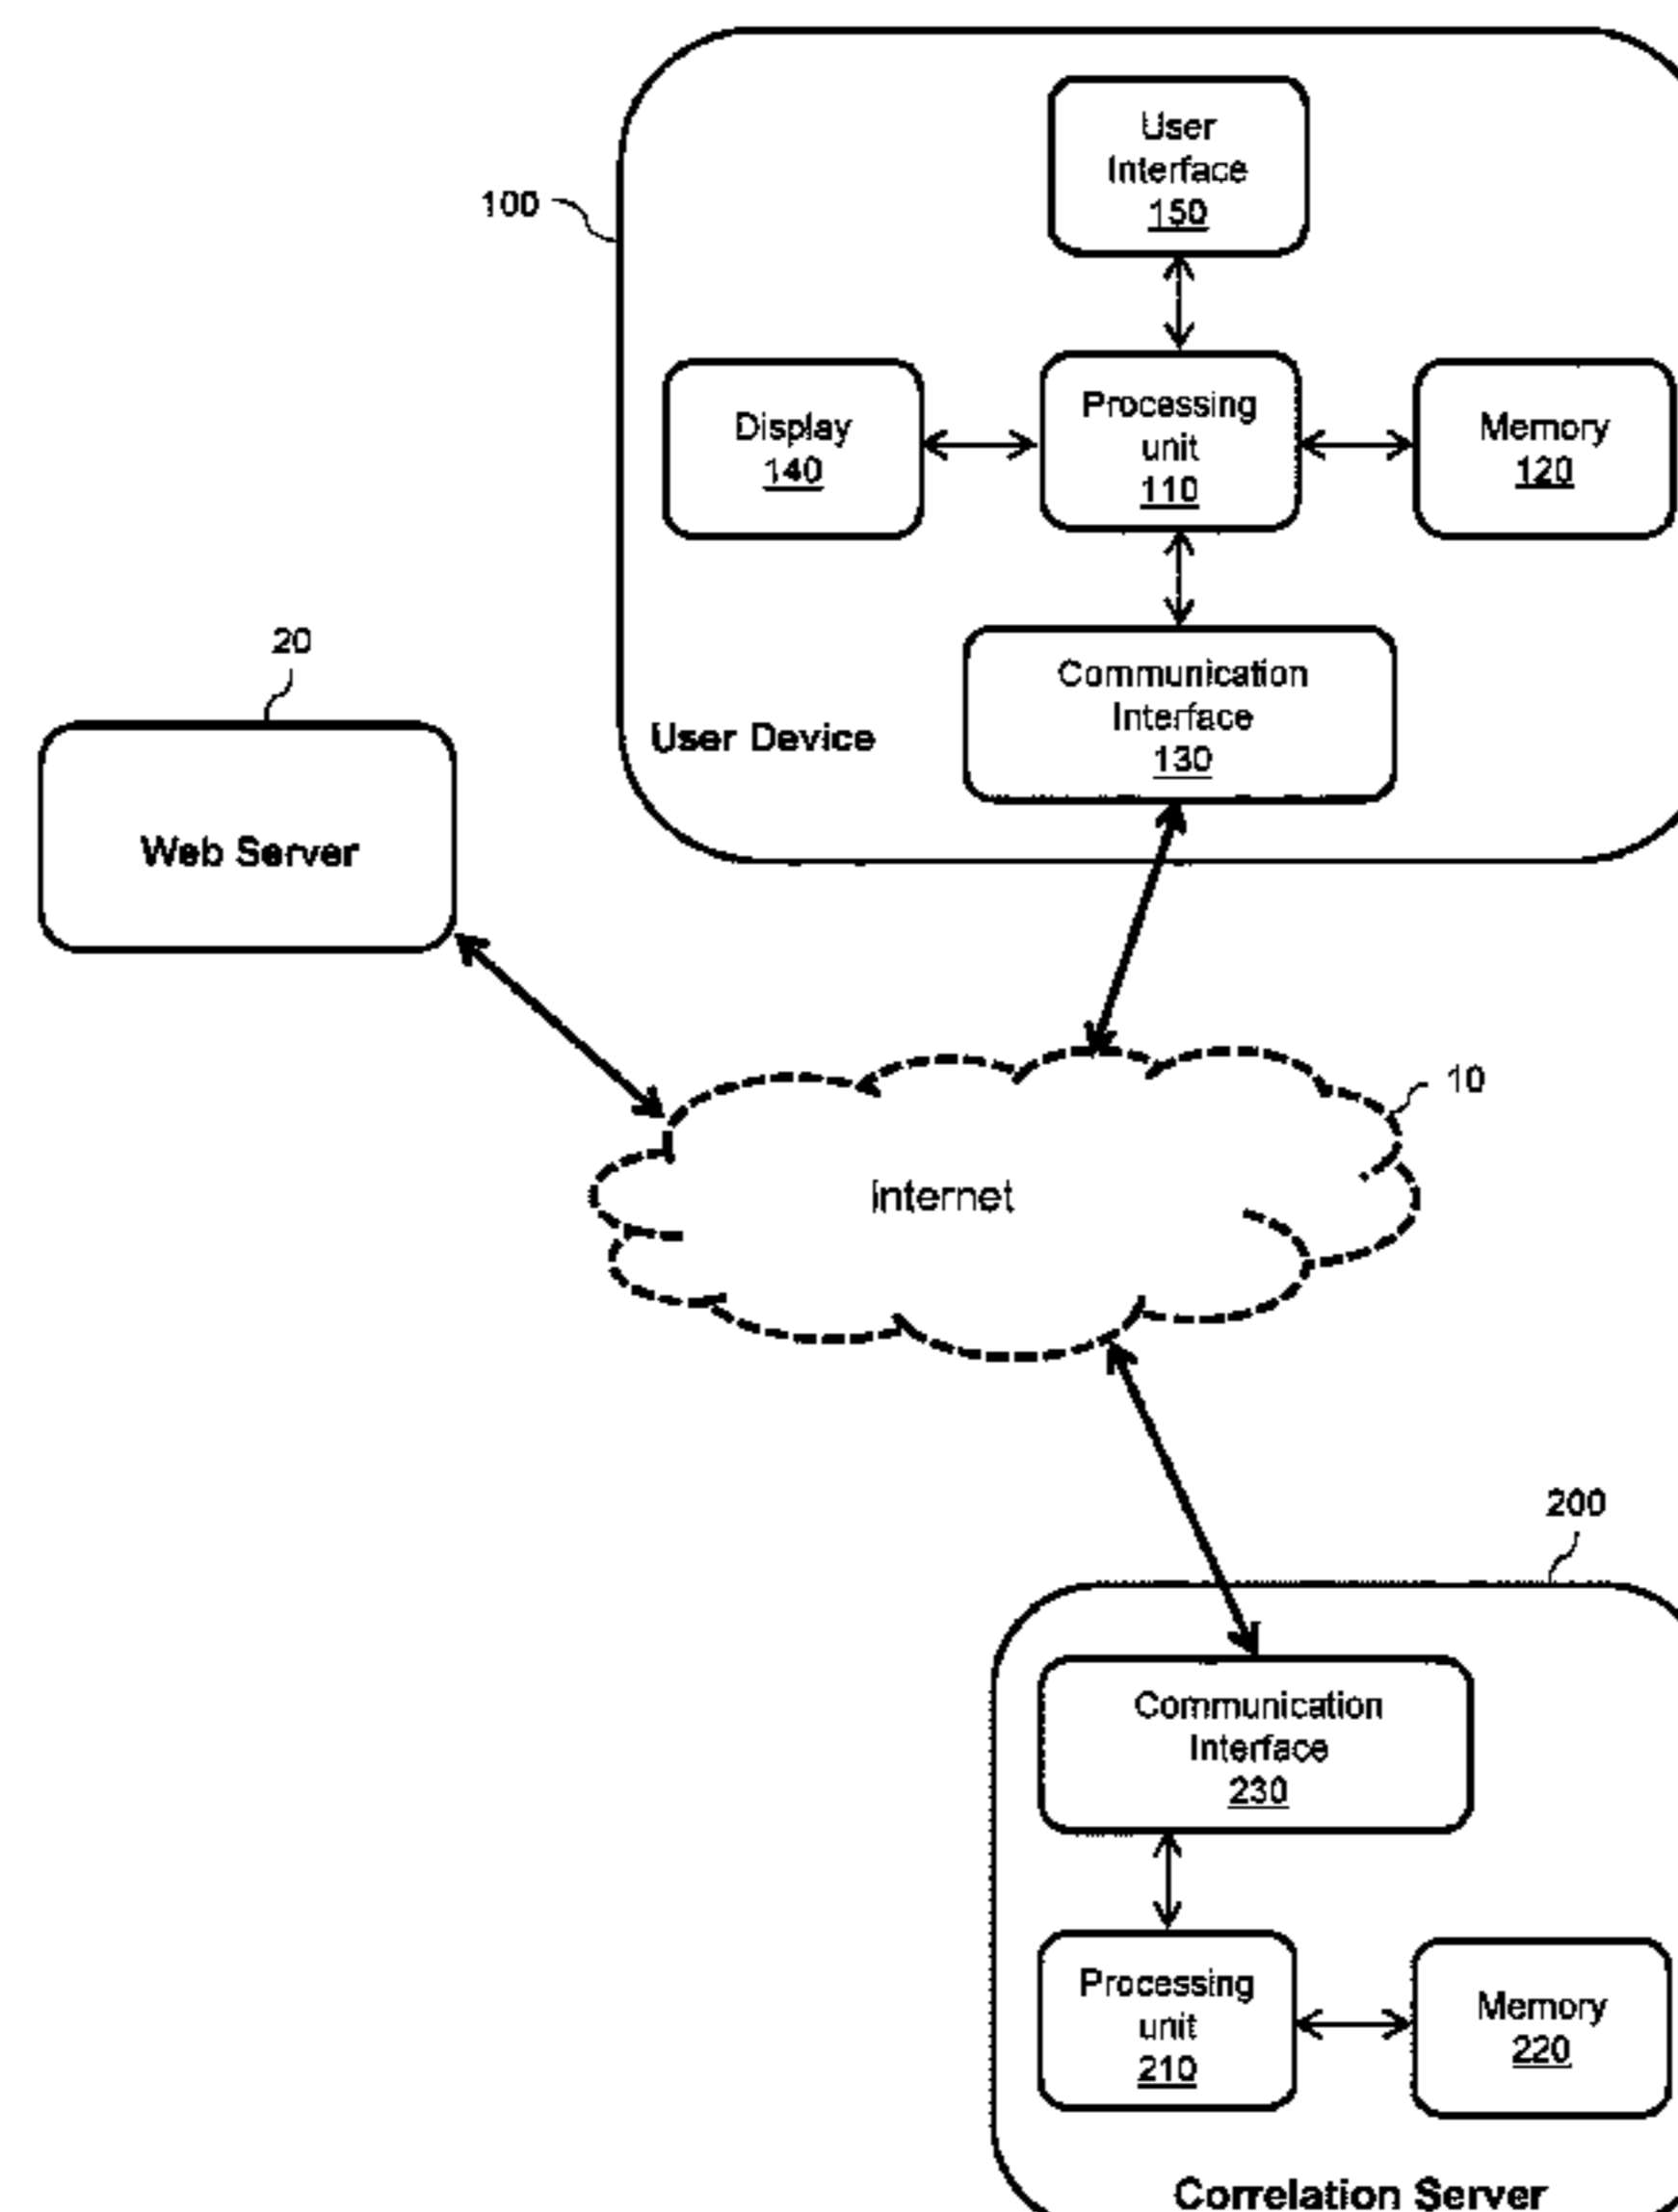 User
Interface
150
100
Display
140
Processing
unit
110
Memory
120
Communication
Interface
130
User Device
20
Web Server
10
Internet
200
Communication
Interface
230
Processing
unit
210
Memory
220
Correlation Server